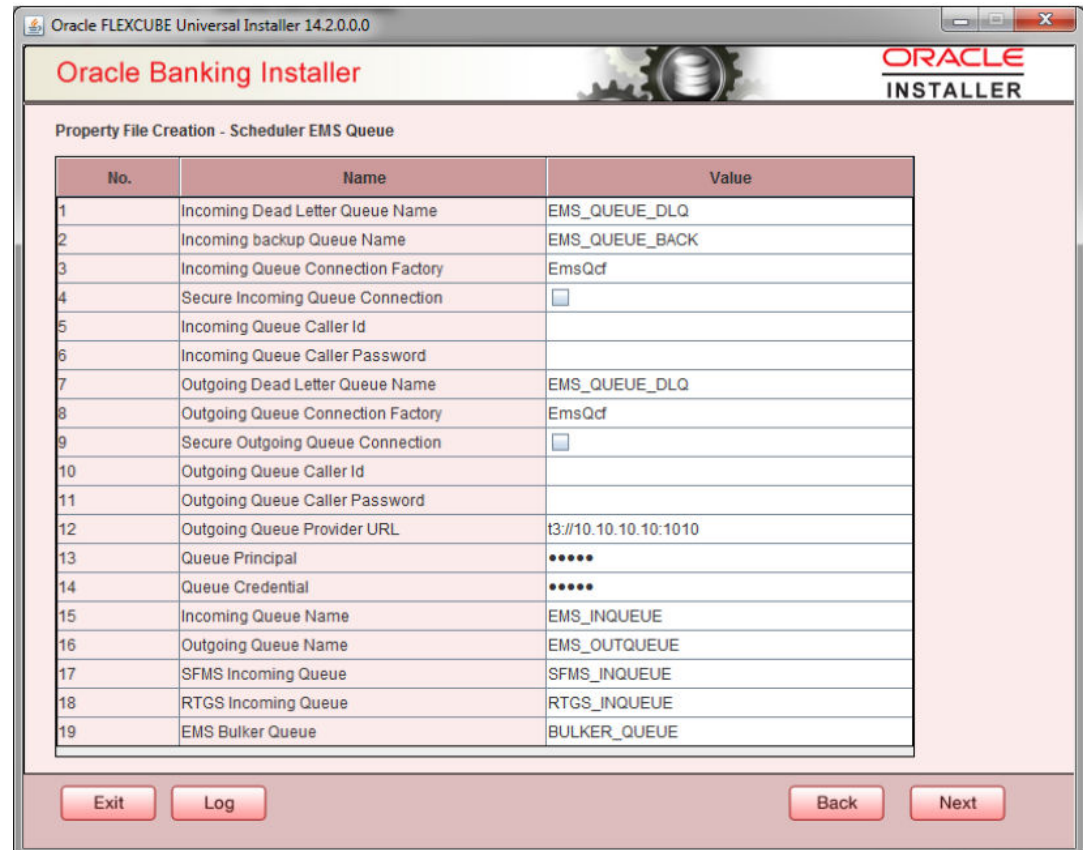 Oracle FLEXCUBE Universal Installer 14.2.0.0.0
Oracle Banking Installer
ORACLE
INSTALLER
Property File Creation - Scheduler EMS Queue
No. Name Value
1 Incoming Dead Letter Queue Name EMS_QUEUE_DLQ
2 Incoming backup Queue Name EMS_QUEUE_BACK
3 Incoming Queue Connection Factory EmsQcf
4 Secure Incoming Queue Connection
5 Incoming Queue Caller Id
6 Incoming Queue Caller Password
7 Outgoing Dead Letter Queue Name EMS_QUEUE_DLQ
8 Outgoing Queue Connection Factory EmsQcf
9 Secure Outgoing Queue Connection
10 Outgoing Queue Caller Id
11 Outgoing Queue Caller Password
12 Outgoing Queue Provider URL t3://10.10.10.10:1010
13 Queue Principal •••••
14 Queue Credential •••••
15 Incoming Queue Name EMS_INQUEUE
16 Outgoing Queue Name EMS_OUTQUEUE
17 SFMS Incoming Queue SFMS_INQUEUE
18 RTGS Incoming Queue RTGS_INQUEUE
19 EMS Bulker Queue BULKER_QUEUE
Exit Log Back Next